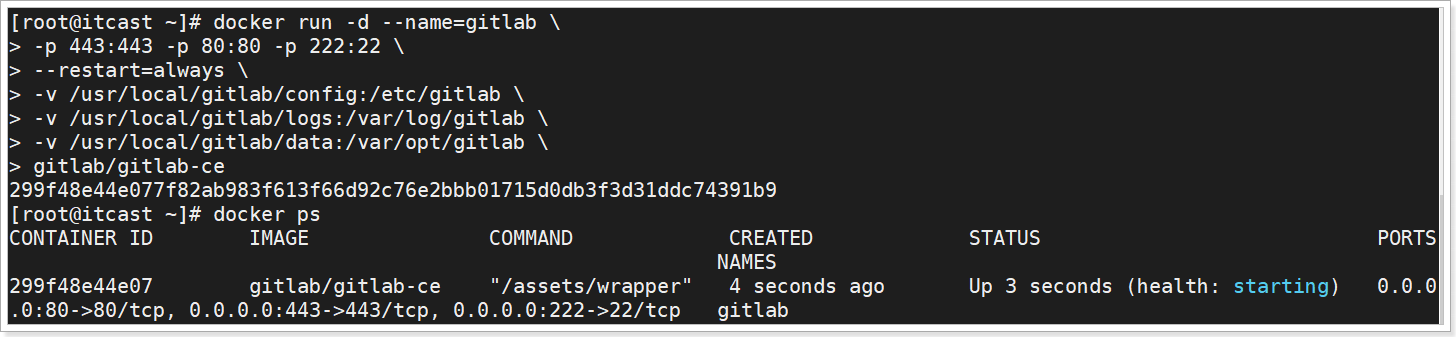 [root@itcast ~]# docker run -d --name=gitlab \
> -p 443:443 -p 80:80 -p 222:22 \
> --restart=always \
> -v /usr/local/gitlab/config:/etc/gitlab \
> -v /usr/local/gitlab/logs:/var/log/gitlab \
> -v /usr/local/gitlab/data:/var/opt/gitlab \
> gitlab/gitlab-ce
299f48e44e077f82ab983f613f66d92c76e2bbb01715d0db3f3d31ddc74391b9
[root@itcast ~]# docker ps
CONTAINER ID        IMAGE               COMMAND             CREATED             STATUS                            PORTS
NAMES
299f48e44e07        gitlab/gitlab-ce    "/assets/wrapper"   4 seconds ago       Up 3 seconds (health: starting)   0.0.0
.0:80->80/tcp, 0.0.0.0:443->443/tcp, 0.0.0.0:222->22/tcp   gitlab